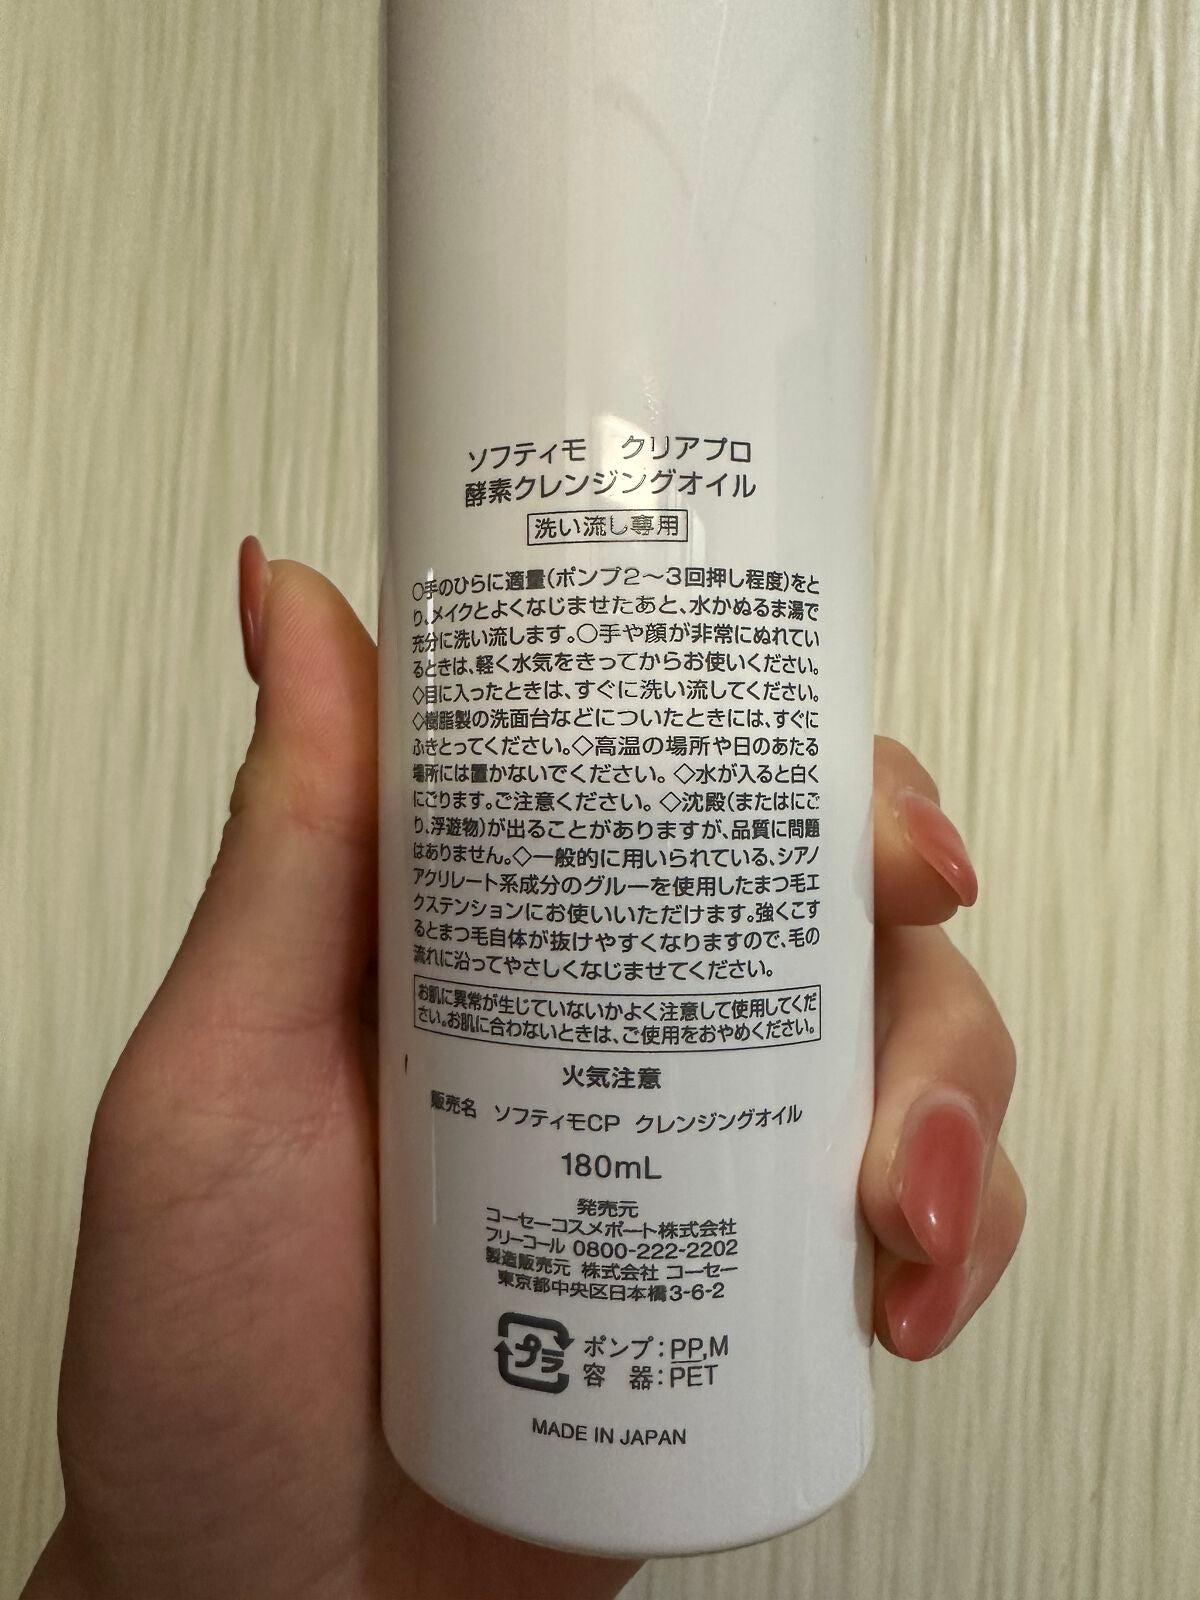 ソフティモ クリアプロ
酵素クレンジングオイル
洗い流し専用
○手のひらに適量(ポンプ2〜3回押し程度)をと
り、メイクとよくなじませたあと、水かぬるま湯で
充分に洗い流します。○手や顔が非常にぬれてい
るときは、軽く水気をきってからお使いください。
◇目に入ったときは、すぐに洗い流してください。
◇樹脂製の洗面台などについたときには、すぐに
ふきとってください。◇高温の場所や日のあたる
場所には置かないでください。◇水が入ると白く
にごります。ご注意ください。◇沈殿(またはにご
り、浮遊物)が出ることがありますが、品質に問題
はありません。◇一般的に用いられている、シアノ
アクリレート系成分のグルーを使用したまつ毛エ
クステンションにお使いいただけます。強くこす
るとまつ毛自体が抜けやすくなりますので、毛の
流れに沿ってやさしくなじませてください。
お肌に異常が生じていないかよく注意して使用してくだ
さい。お肌に合わないときは、ご使用をおやめください。
火気注意
販売名 ソフティモCP クレンジングオイル
180mL
発売元
コーセーコスメポート株式会社
フリーコール 0800-222-2202
製造販売元 株式会社 コーセー
東京都中央区日本橋3-6-2
プラ
ポンプ：PP,M
容 器：PET
MADE IN JAPAN